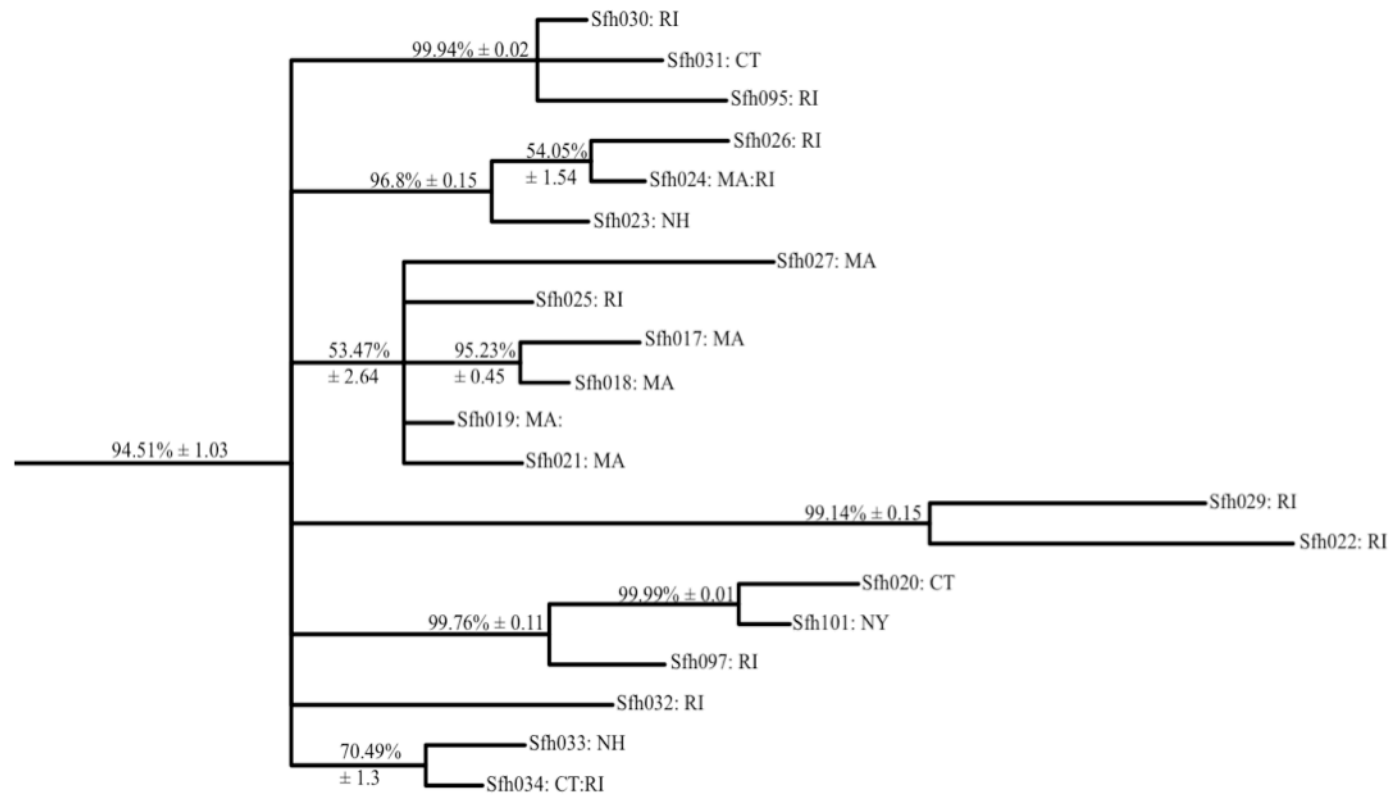 Sfh030: RI
99.94% ± 0.02
Sfh031: CT
Sfh095: RI
Sfh026: RI
54.05%
± 1.54
96.8% ± 0.15
Sfh024: MA:RI
Sfh023: NH
Sfh027: MA
Sfh025: RI
Sfh017: MA
53.47%
± 2.64
95.23%
± 0.45
Sfh018: MA
Sfh019: MA:
94.51% ± 1.03
Sfh021: MA
Sfh029: RI
99.14% ± 0.15
Sfh022: RI
Sfh020: CT
99.99% ± 0.01
Sfh101: NY
99.76% ± 0.11
Sfh097: RI
Sfh032: RI
Sfh033: NH
70.49%
± 1.3
Sfh034: CT:RI